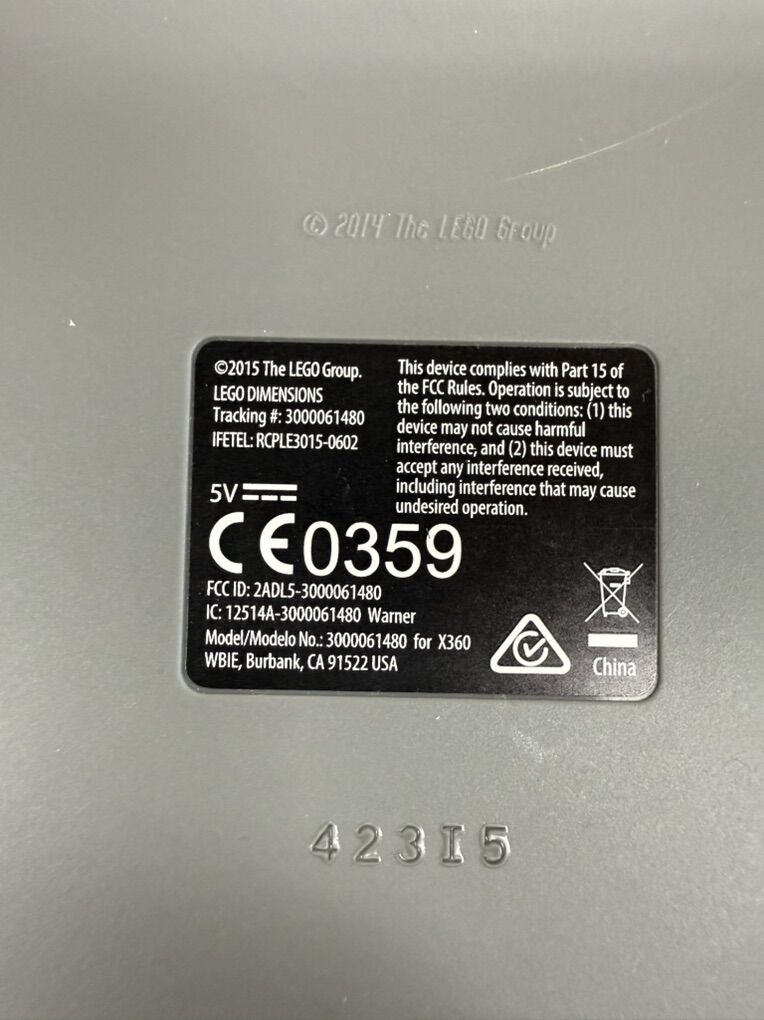 © 2014 The LEGO Group
©2015 The LEGO Group.
LEGO DIMENSIONS
Tracking #: 3000061480
IFETEL: RCPLE3015-0602
This device complies with Part 15 of
the FCC Rules. Operation is subject to
the following two conditions: (1) this
device may not cause harmful
interference, and (2) this device must
accept any interference received,
including interference that may cause
undesired operation.
5V
CE0359
FCC ID: 2ADL5-3000061480
IC: 12514A-3000061480 Warner
Model/Modelo No.: 3000061480 for X360
WBIE, Burbank, CA 91522 USA
China
423I5